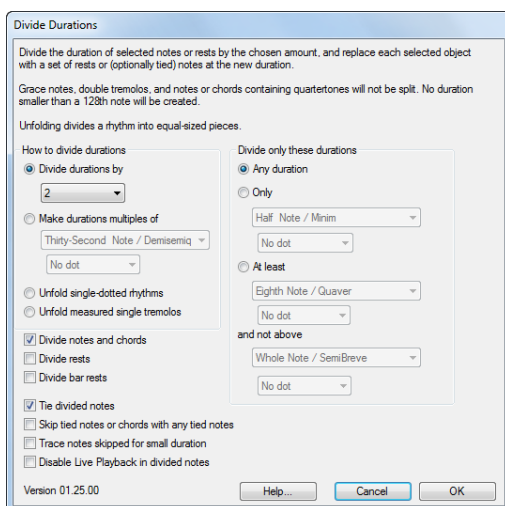 Divide Durations
Divide the duration of selected notes or rests by the chosen amount, and replace each selected object
with a set of rests or (optionally tied) notes at the new duration.
Grace notes, double tremolos, and notes or chords containing quartertones will not be split. No duration
smaller than a 128th note will be created.
Unfolding divides a rhythm into equal-sized pieces.
How to divide durations
Divide durations by
2
Make durations multiples of
Thirty-Second Note / Demisemiq
No dot
Unfold single-dotted rhythms
Unfold measured single tremolos
Divide notes and chords
Divide rests
Divide bar rests
Tie divided notes
Skip tied notes or chords with any tied notes
Trace notes skipped for small duration
Disable Live Playback in divided notes
Divide only these durations
Any duration
Only
Half Note / Minim
No dot
At least
Eighth Note / Quaver
No dot
and not above
Whole Note / SemiBreve
No dot
Version 01.25.00
Help...
Cancel
OK